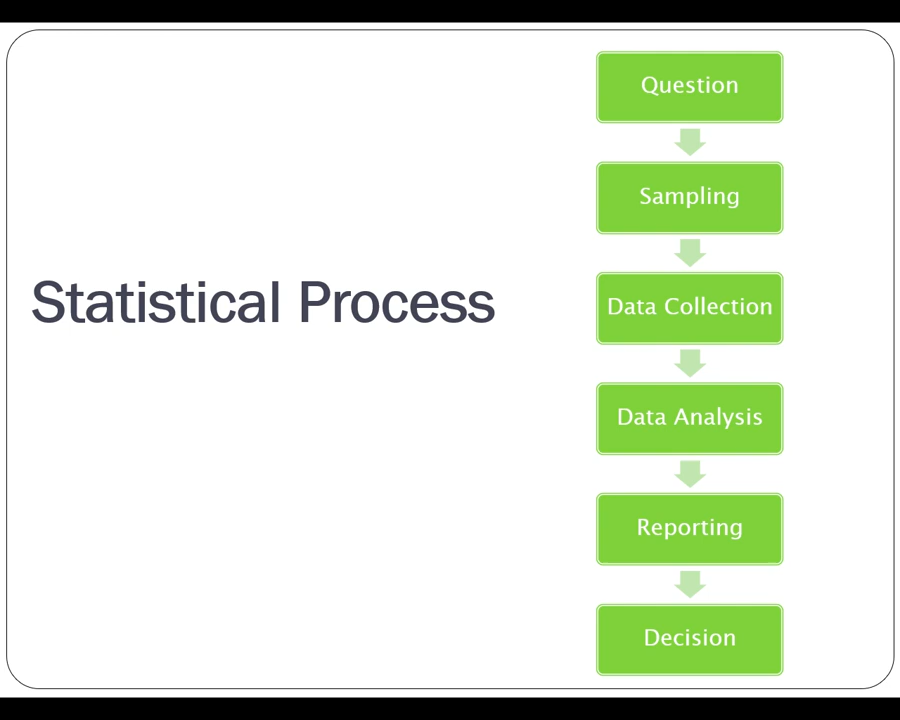 Statistical Process
Question
Sampling
Data Collection
Data Analysis
Reporting
Decision